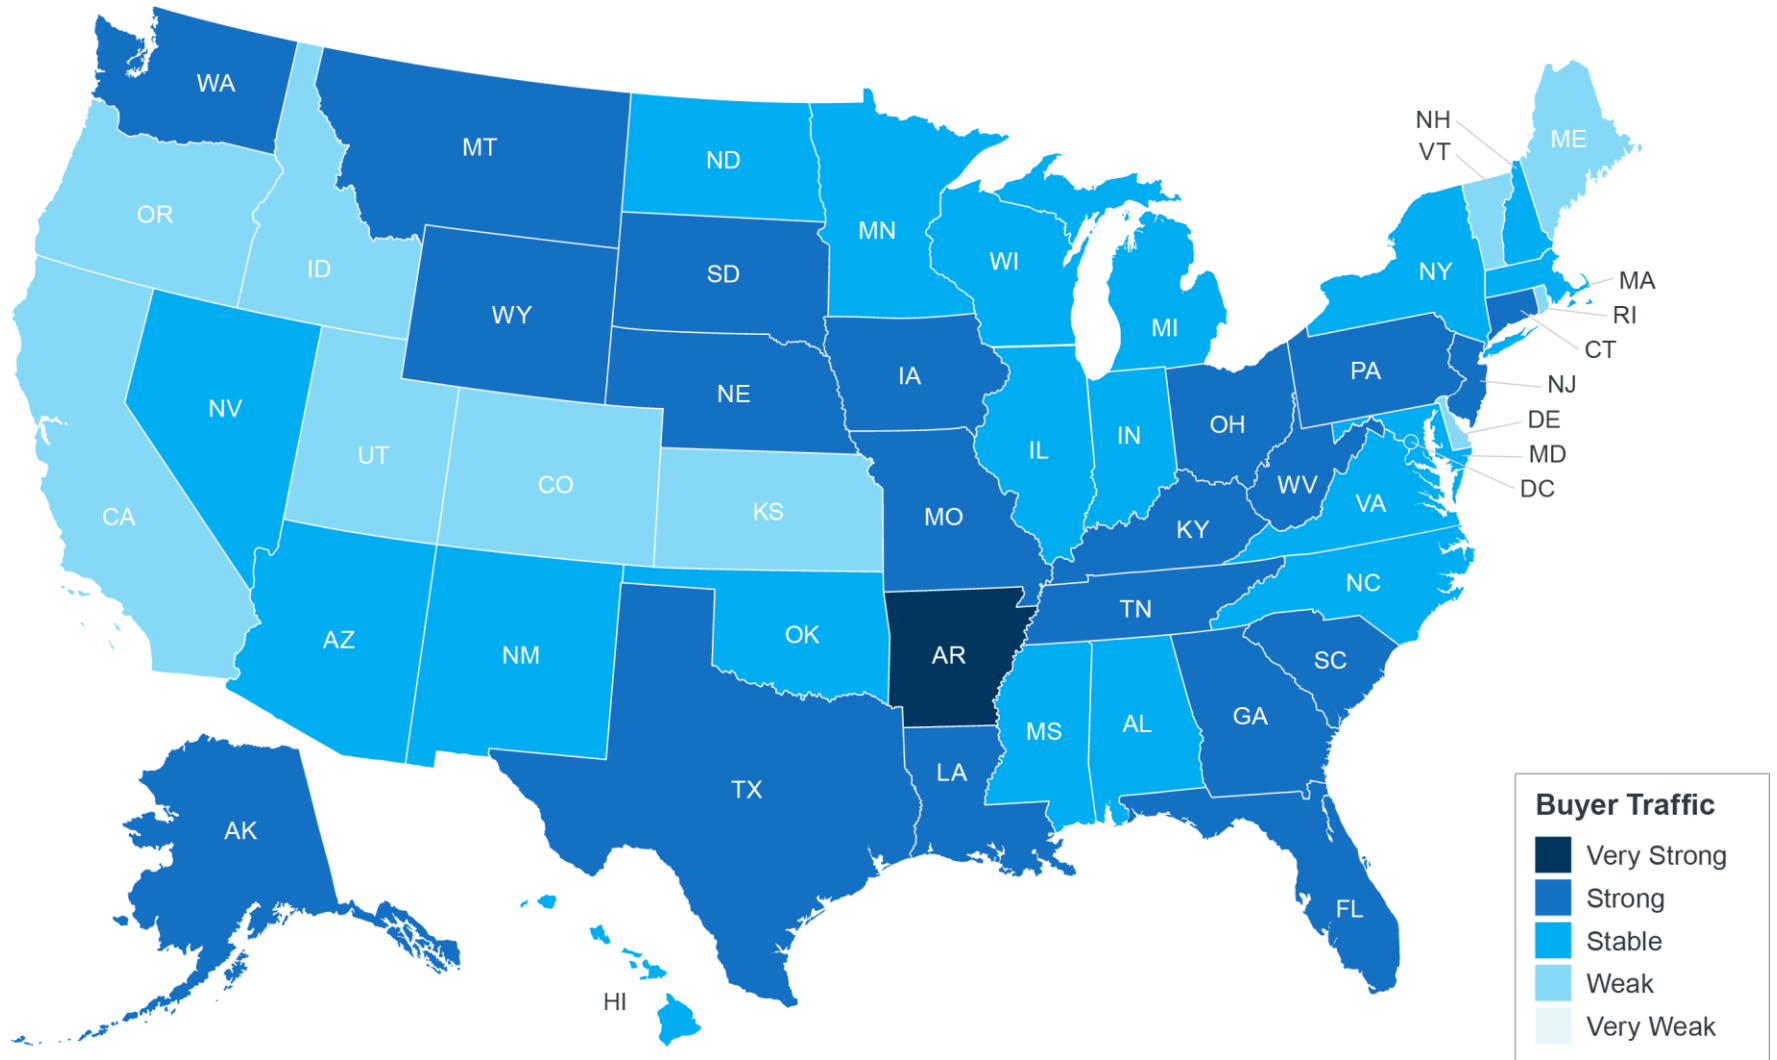 WA
MT
ND
OR
ID
WY
SD
MN
WI
MI
NH
VT
ME
NY
MA
RI
CT
NJ
DE
MD
DC
NV
UT
CA
CO
NE
KS
IA
MO
IL
IN
OH
PA
WV
VA
KY
NC
TN
SC
AZ
NM
OK
AR
MS
AL
GA
TX
LA
FL
AK
HI
Buyer Traffic
Very Strong
Strong
Stable
Weak
Very Weak